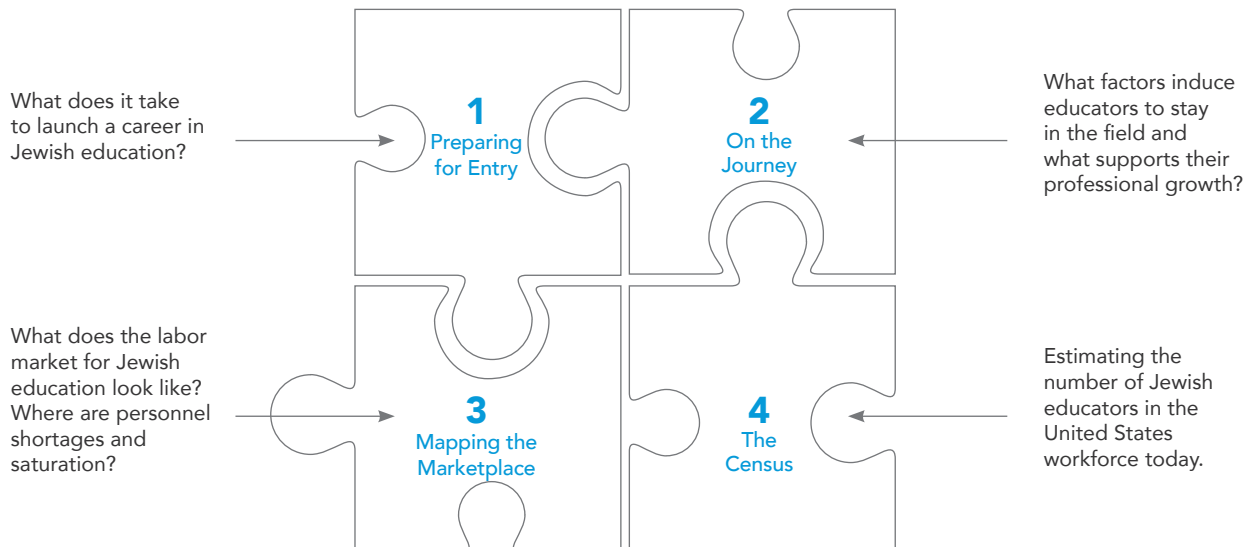 What does it take
to launch a career in
Jewish education?
1
Preparing
for Entry
2
On the
Journey
What factors induce
educators to stay
in the field and
what supports their
professional growth?
What does the labor
market for Jewish
education look like?
Where are personnel
shortages and
saturation?
3
Mapping the
Marketplace
4
The
Census
Estimating the
number of Jewish
educators in the
United States
workforce today.